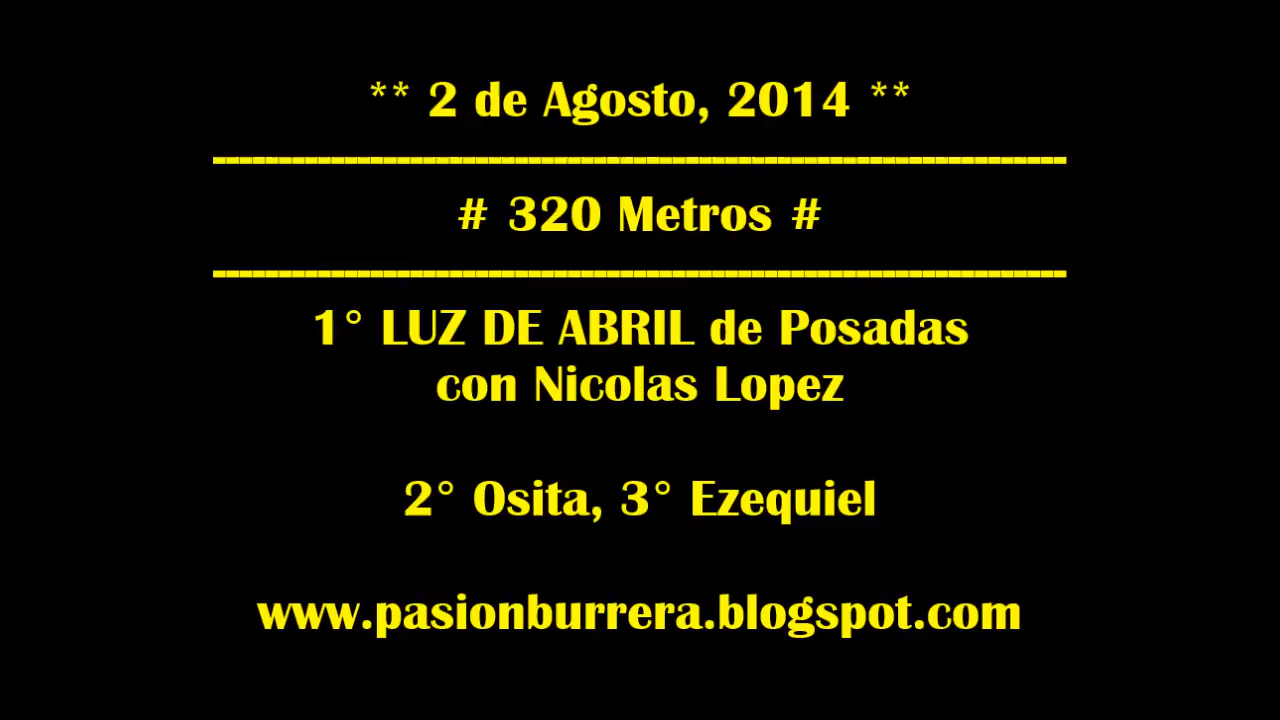 ** 2 de Agosto, 2014 **
-----------------------------------------------------------------
# 320 Metros #
-----------------------------------------------------------------
1° LUZ DE ABRIL de Posadas
con Nicolas Lopez
2° Osita, 3° Ezequiel
www.pasionburrera.blogspot.com